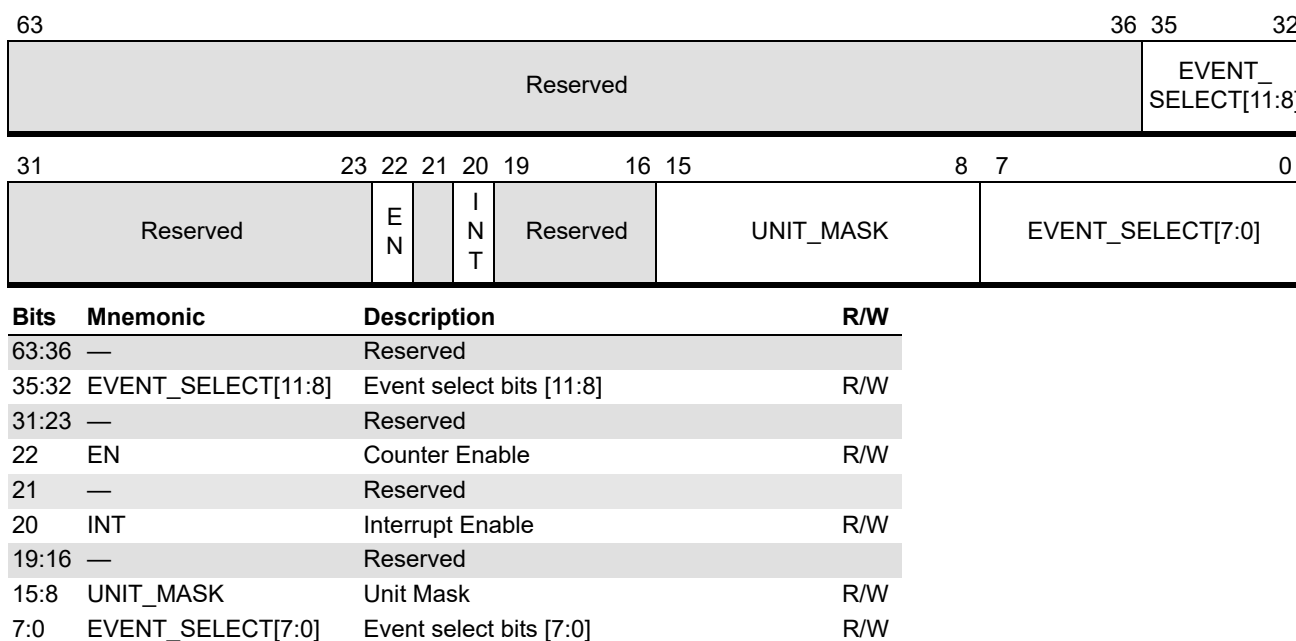 63 36 35 32
Reserved EVENT_
SELECT[11:8]
31 23 22 21 20 19 16 15 8 7 0
Reserved EN INT Reserved UNIT_MASK EVENT_SELECT[7:0]
Bits Mnemonic Description R/W
63:36 — Reserved
35:32 EVENT_SELECT[11:8] Event select bits [11:8] R/W
31:23 — Reserved
22 EN Counter Enable R/W
21 — Reserved
20 INT Interrupt Enable R/W
19:16 — Reserved
15:8 UNIT_MASK Unit Mask R/W
7:0 EVENT_SELECT[7:0] Event select bits [7:0] R/W